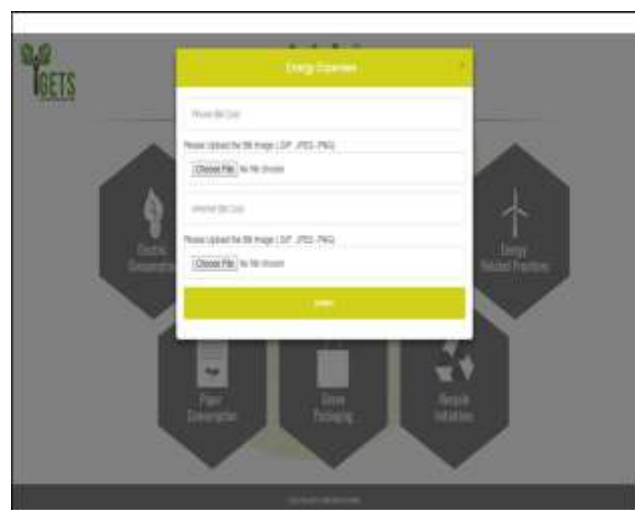 GETS
Energy Expenses
Phone Bill Cost
Please Upload the Bill Image (.GIF .JPEG .PNG)
Choose File No file chosen
Internet Bill Cost
Please Upload the Bill Image (.GIF .JPEG .PNG)
Choose File No file chosen
Electric
Consumption
Energy
Related Practices
Paper
Consumption
Green
Packaging
Recycle
Initiatives